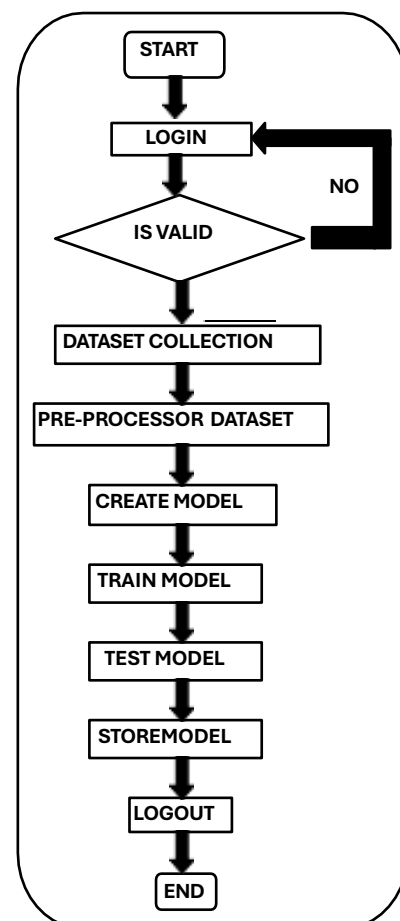 START
LOGIN
NO
IS VALID
DATASET COLLECTION
PRE-PROCESSOR DATASET
CREATE MODEL
TRAIN MODEL
TEST MODEL
STOREMODEL
LOGOUT
END